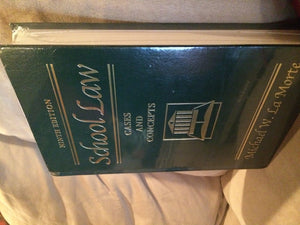 NINTH EDITION
School Law
CASES
AND
CONCEPTS
Michael W. La Morte